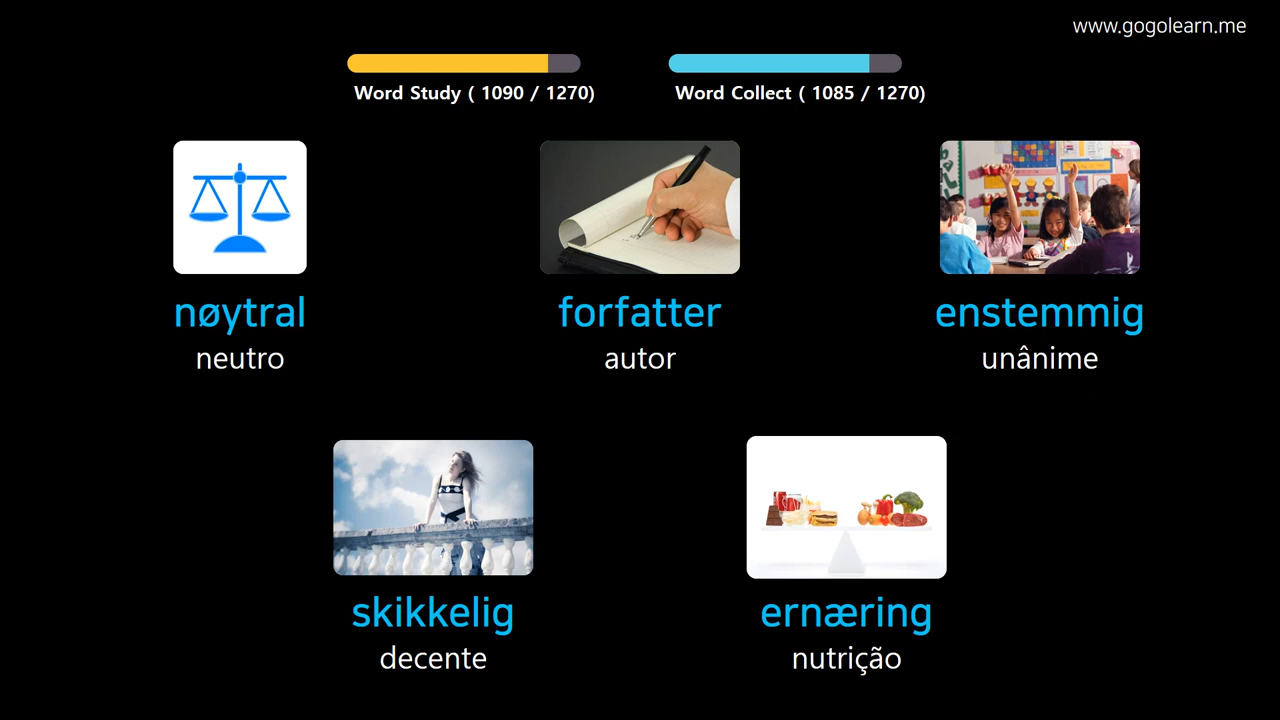 www.gogolearn.me
Word Study ( 1090 / 1270)
Word Collect ( 1085 / 1270)
nøytral
neutro
forfatter
autor
enstemmig
unânime
skikkelig
decente
ernæring
nutrição